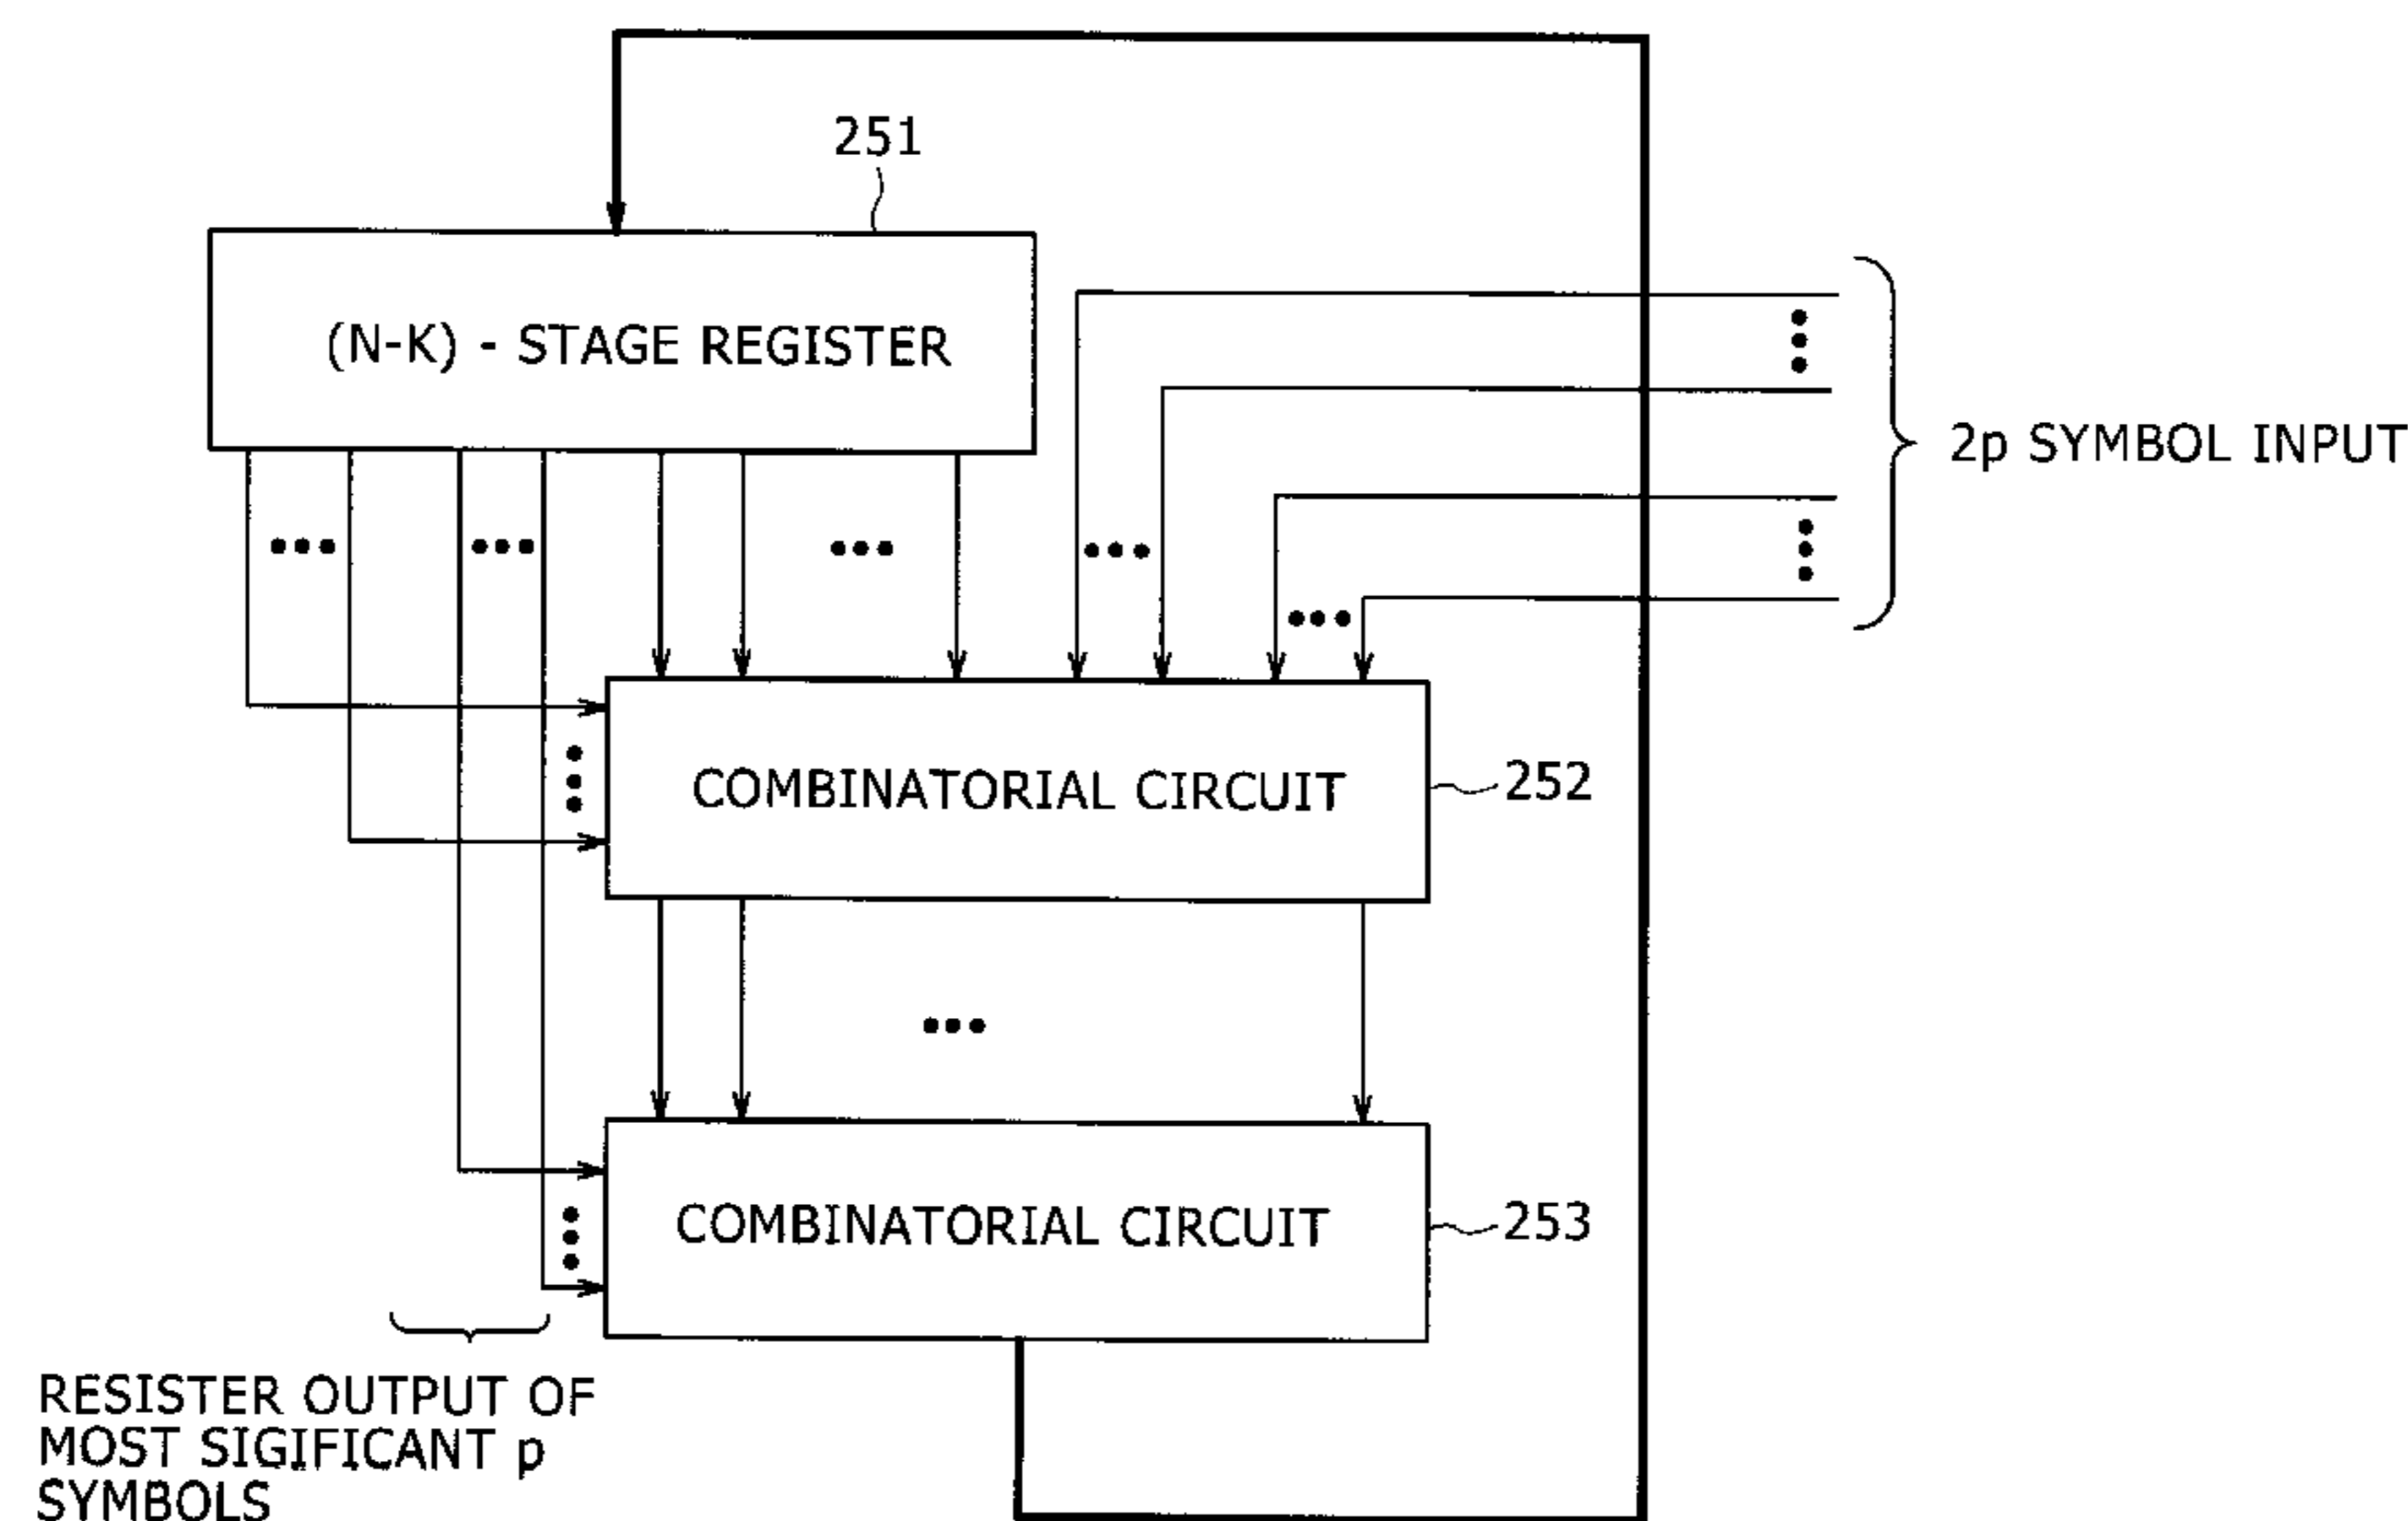 251
(N-K) - STAGE REGISTER
2p SYMBOL INPUT
COMBINATORIAL CIRCUIT
252
COMBINATORIAL CIRCUIT
253
RESISTER OUTPUT OF
MOST SIGIFICANT p
SYMBOLS